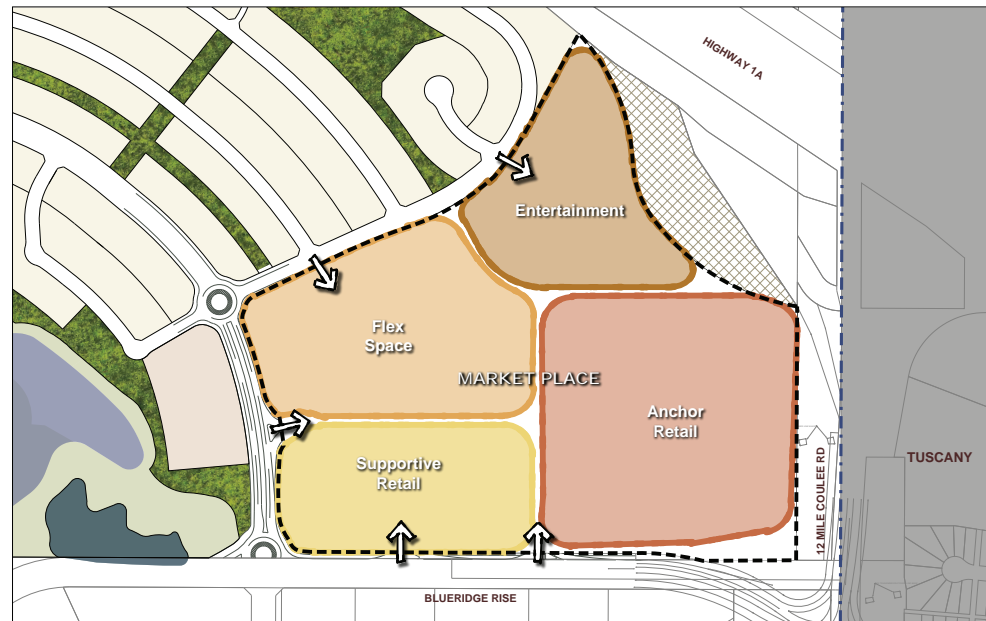 HIGHWAY 1A
Entertainment
Flex
Space
MARKET PLACE
Anchor
Retail
Supportive
Retail
12 MILE COULEE RD
TUSCANY
BLUERIDGE RISE